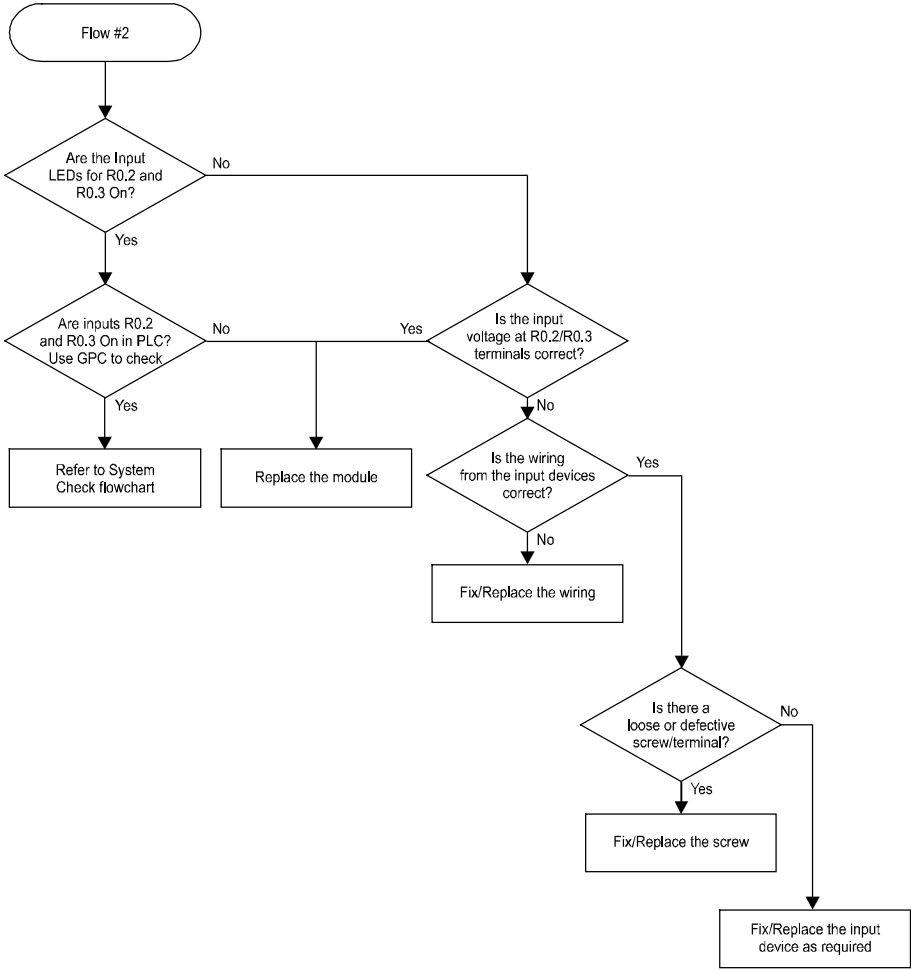 Flow #2
Are the Input
LEDs for R0.2 and
R0.3 On?
No
Yes
Are inputs R0.2
and R0.3 On in PLC?
Use GPC to check
No
Yes
Is the input
voltage at R0.2/R0.3
terminals correct?
Yes
No
Refer to System
Check flowchart
Replace the module
Is the wiring
from the input devices
correct?
Yes
No
Fix/Replace the wiring
Is there a
loose or defective
screw/terminal?
No
Yes
Fix/Replace the screw
Fix/Replace the input
device as required